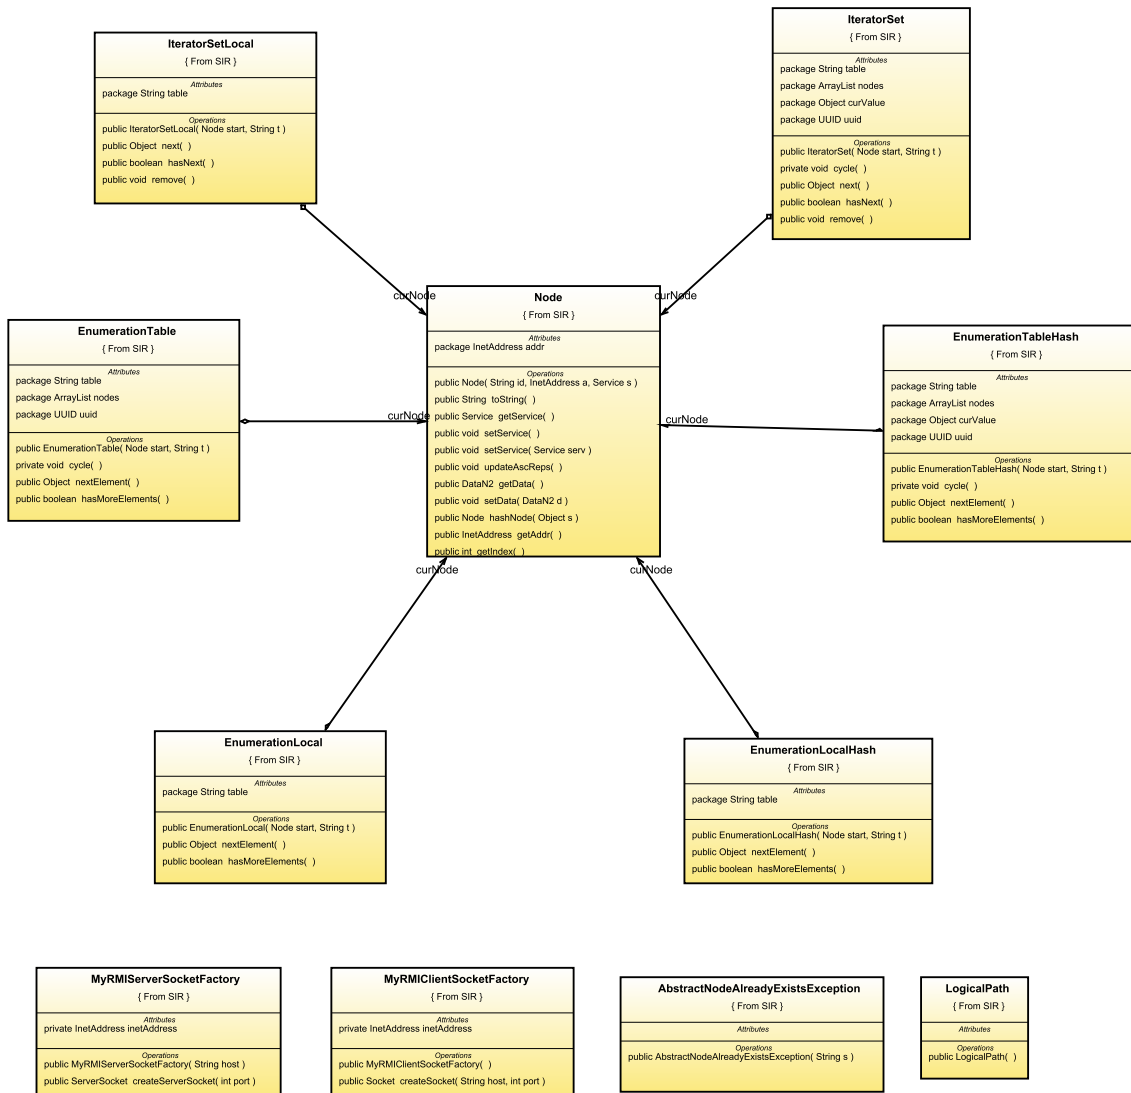 IteratorSetLocal
{ From SIR }
Attributes
package String table
Operations
public IteratorSetLocal( Node start, String t )
public Object next( )
public boolean hasNext( )
public void remove( )
IteratorSet
{ From SIR }
Attributes
package String table
package ArrayList nodes
package Object curValue
package UUID uuid
Operations
public IteratorSet( Node start, String t )
private void cycle( )
public Object next( )
public boolean hasNext( )
public void remove( )
curNode
curNode
EnumerationTable
{ From SIR }
Attributes
package String table
package ArrayList nodes
package UUID uuid
Operations
public EnumerationTable( Node start, String t )
private void cycle( )
public Object nextElement( )
public boolean hasMoreElements( )
curNode
Node
{ From SIR }
Attributes
package InetAddress addr
Operations
public Node( String id, InetAddress a, Service s )
public String toString( )
public Service getService( )
public void setService( )
public void setService( Service serv )
public void updateAscReps( )
public DataN2 getData( )
public void setData( DataN2 d )
public Node hashNode( Object s )
public InetAddress getAddr( )
public int getIndex( )
curNode
EnumerationTableHash
{ From SIR }
Attributes
package String table
package ArrayList nodes
package Object curValue
package UUID uuid
Operations
public EnumerationTableHash( Node start, String t )
private void cycle( )
public Object nextElement( )
public boolean hasMoreElements( )
curNode
curNode
EnumerationLocal
{ From SIR }
Attributes
package String table
Operations
public EnumerationLocal( Node start, String t )
public Object nextElement( )
public boolean hasMoreElements( )
EnumerationLocalHash
{ From SIR }
Attributes
package String table
Operations
public EnumerationLocalHash( Node start, String t )
public Object nextElement( )
public boolean hasMoreElements( )
MyRMIServerSocketFactory
{ From SIR }
Attributes
private InetAddress inetAddress
Operations
public MyRMIServerSocketFactory( String host )
public ServerSocket createServerSocket( int port )
MyRMIClientSocketFactory
{ From SIR }
Attributes
private InetAddress inetAddress
Operations
public MyRMIClientSocketFactory( )
public Socket createSocket( String host, int port )
AbstractNodeAlreadyExistsException
{ From SIR }
Attributes
Operations
public AbstractNodeAlreadyExistsException( String s )
LogicalPath
{ From SIR }
Attributes
Operations
public LogicalPath( )